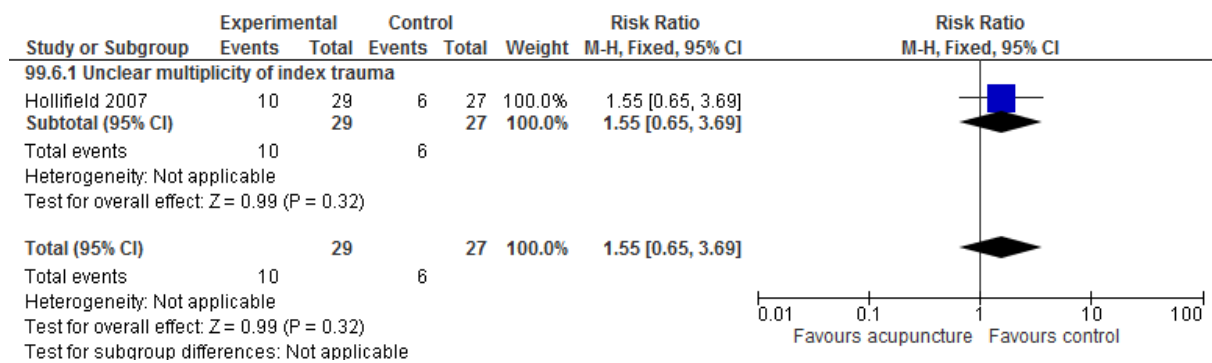 Experimental Control Risk Ratio Risk Ratio
Study or Subgroup Events Total Events Total Weight M-H, Fixed, 95% CI M-H, Fixed, 95% CI
99.6.1 Unclear multiplicity of index trauma
Hollifield 2007 10 29 6 27 100.0% 1.55 [0.65, 3.69]
Subtotal (95% CI) 29 27 100.0% 1.55 [0.65, 3.69]
Total events 10 6
Heterogeneity: Not applicable
Test for overall effect: Z = 0.99 (P = 0.32)
Total (95% CI) 29 27 100.0% 1.55 [0.65, 3.69]
Total events 10 6
Heterogeneity: Not applicable
Test for overall effect: Z = 0.99 (P = 0.32)
Test for subgroup differences: Not applicable
0.01 0.1 1 10 100
Favours acupuncture Favours control